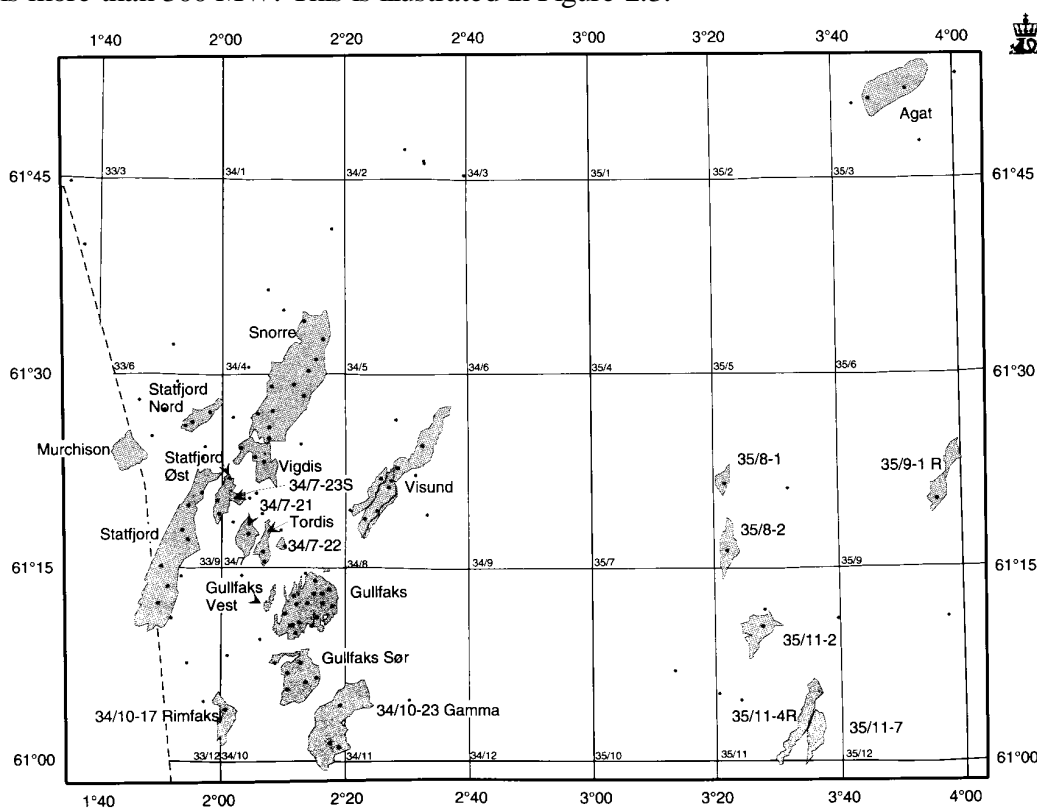 is more than 500 MW. This is illustrated in Figure 2.3.
1°40 2°00 2°20 2°40 3°00 3°20 3°40 4°00
Agat
61°45 33/3 34/1 34/2 34/3 35/1 35/2 35/3 61°45
Snorre
61°30 33/6 34/4 34/5 34/6 35/4 35/5 35/6 61°30
Statfjord
Nord
Murchison
Statfjord
Øst
Vigdis
34/7-23S
34/7-21
Tordis
34/7-22
Visund
35/8-1
35/9-1 R
Statfjord
35/8-2
61°15 33/9 34/7 34/8 34/9 35/7 35/9 61°15
Gullfaks
Vest
Gullfaks
35/11-2
Gullfaks Sør
34/10-17 Rimfaks
34/10-23 Gamma
35/11-4R
35/11-7
61°00 33/12 34/10 34/11 34/12 35/10 35/11 35/12 61°00
1°40 2°00 2°20 2°40 3°00 3°20 3°40 4°00